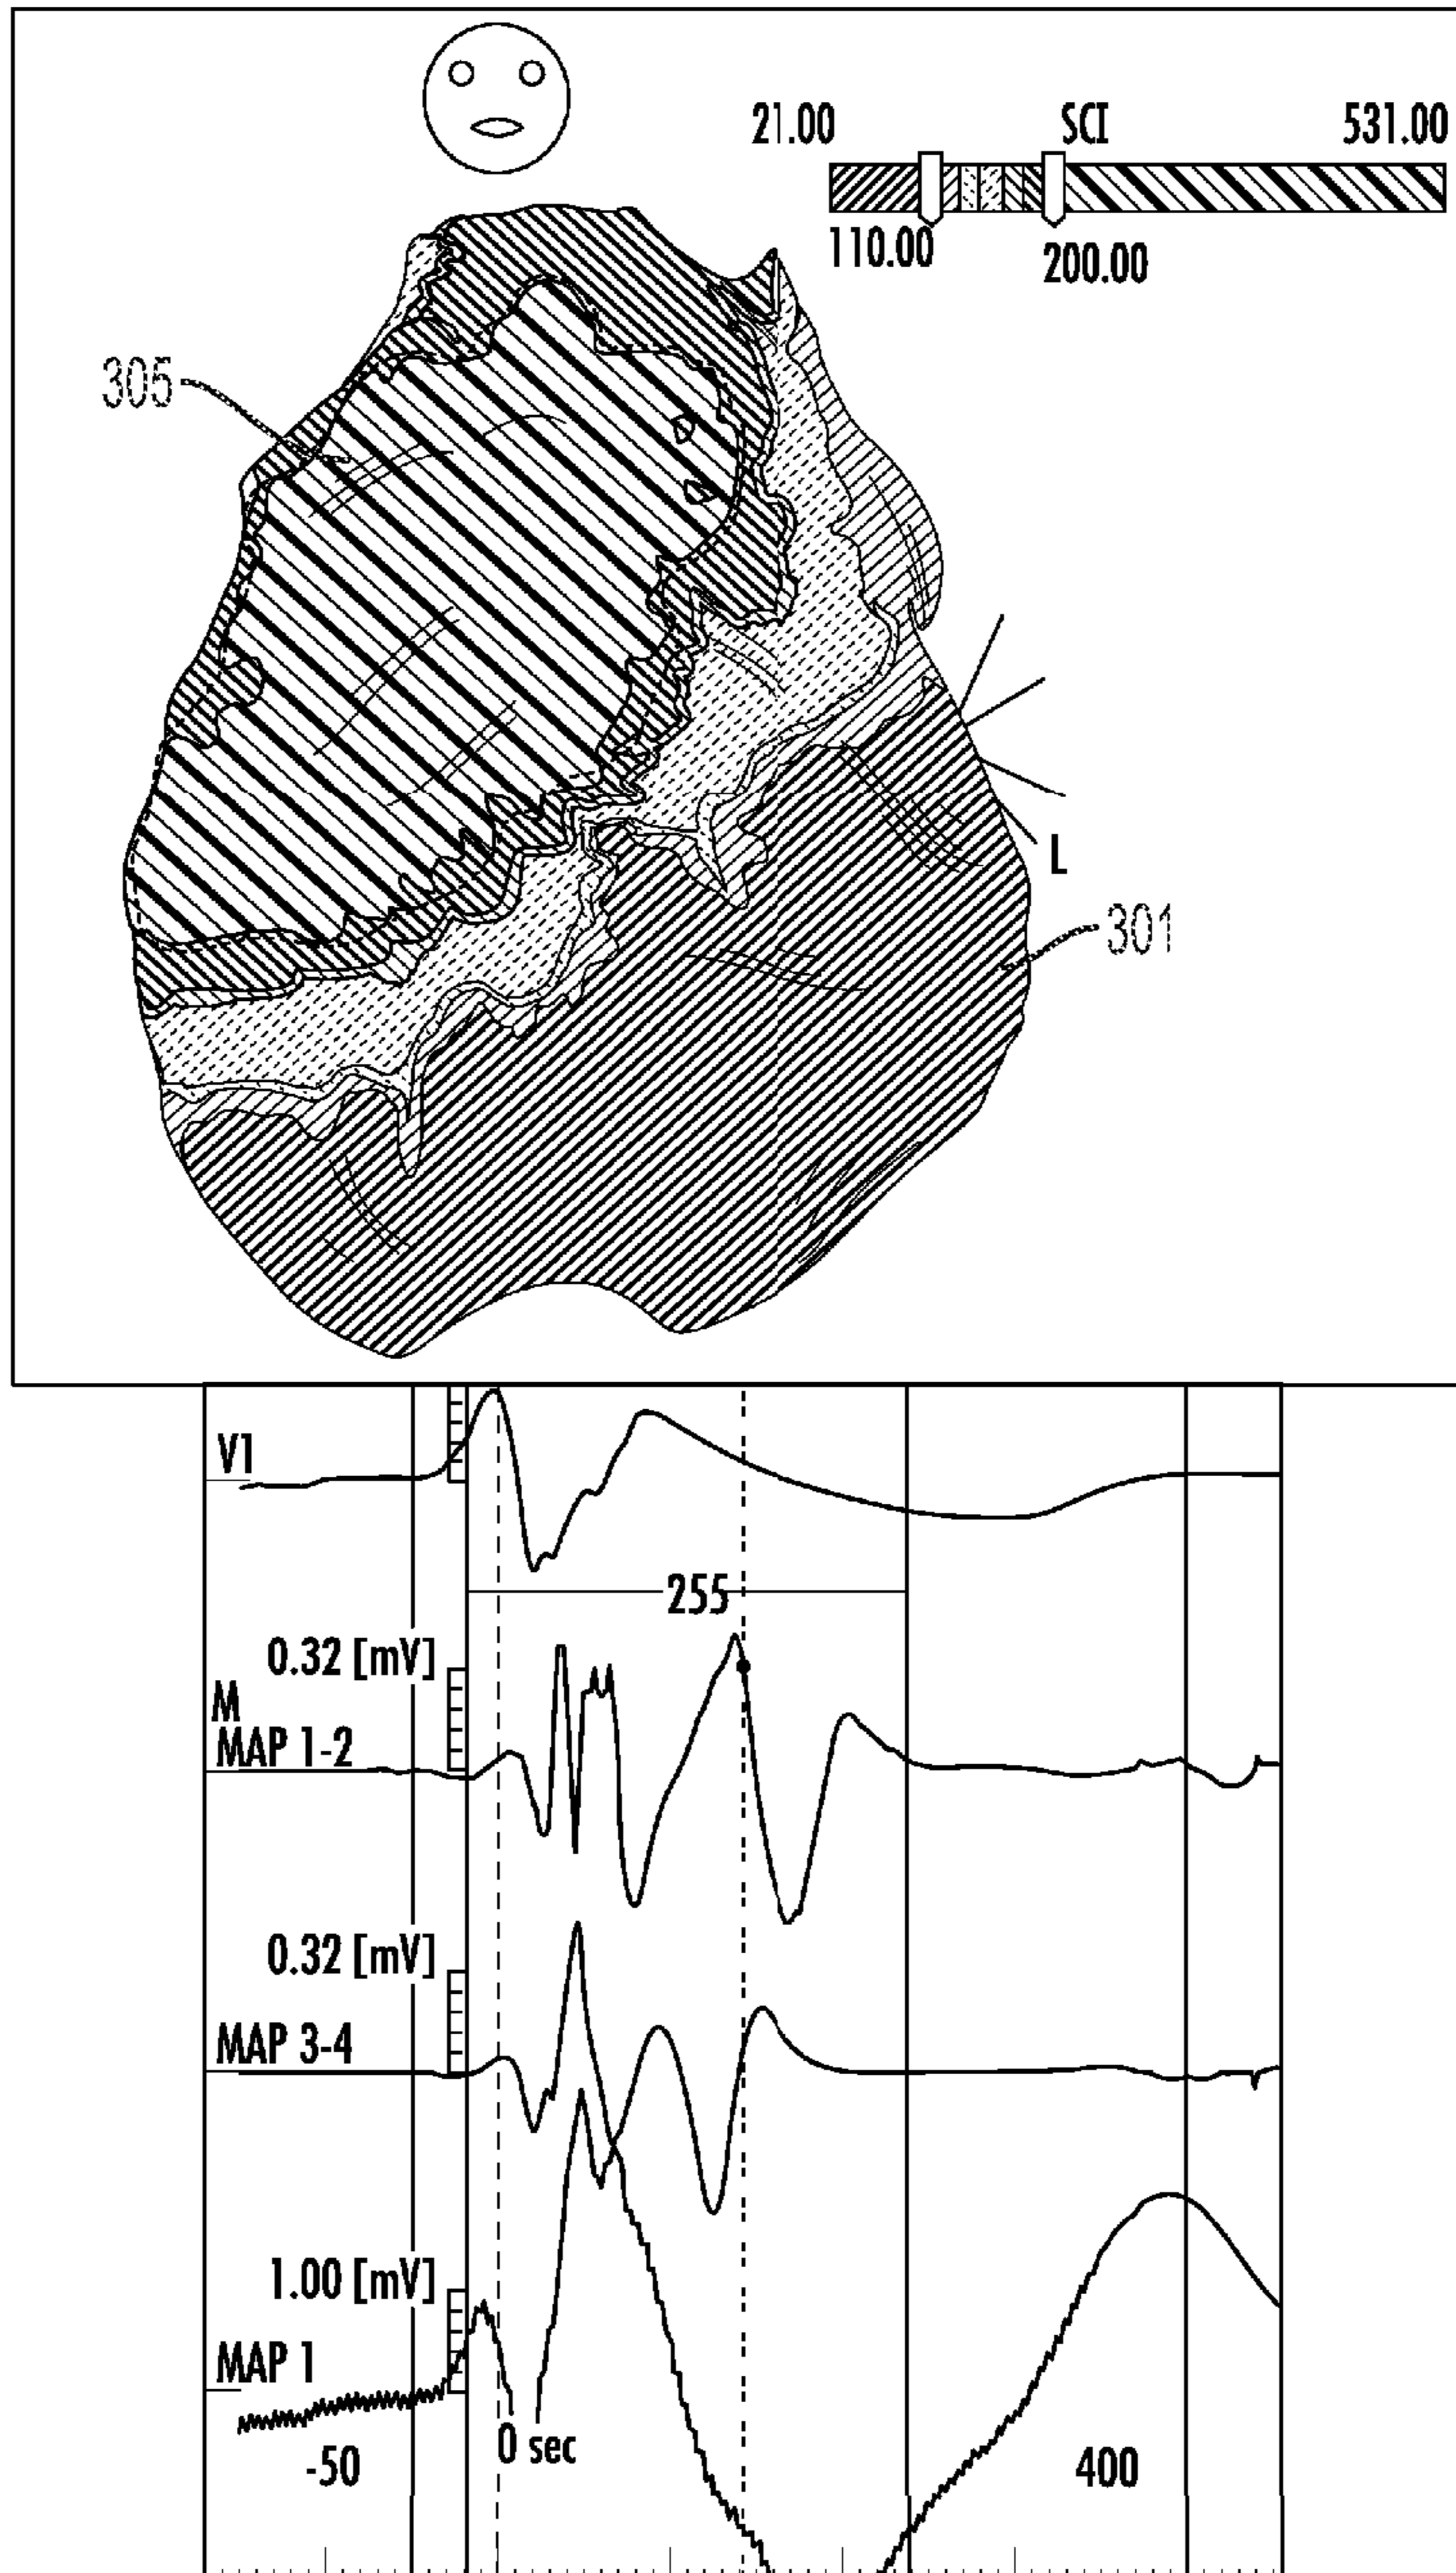 21.00 SCI 531.00
110.00 200.00
305
L
301
V1
255
0.32 [mV]
M
MAP 1-2
0.32 [mV]
MAP 3-4
1.00 [mV]
MAP 1
0 sec
-50 400